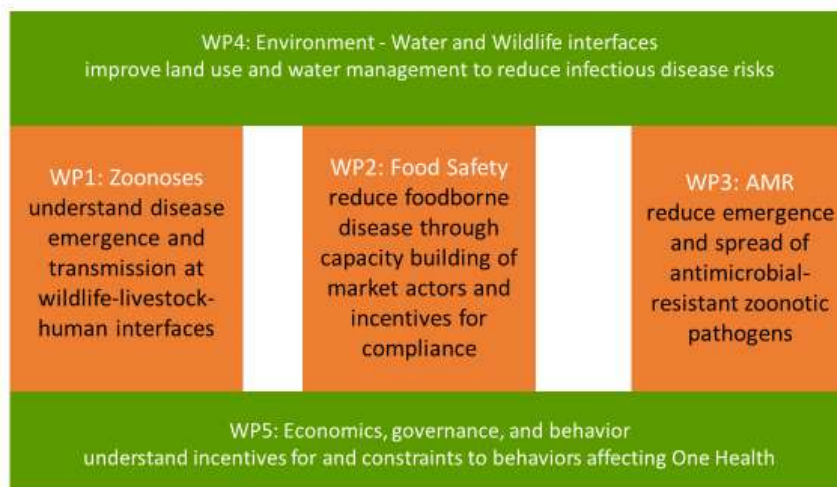 WP4: Environment - Water and Wildlife interfaces
improve land use and water management to reduce infectious disease risks
WP1: Zoonoses
understand disease
emergence and
transmission at
wildlife-livestock-
human interfaces
WP2: Food Safety
reduce foodborne
disease through
capacity building of
market actors and
incentives for
compliance
WP3: AMR
reduce emergence
and spread of
antimicrobial-
resistant zoonotic
pathogens
WP5: Economics, governance, and behavior
understand incentives for and constraints to behaviors affecting One Health